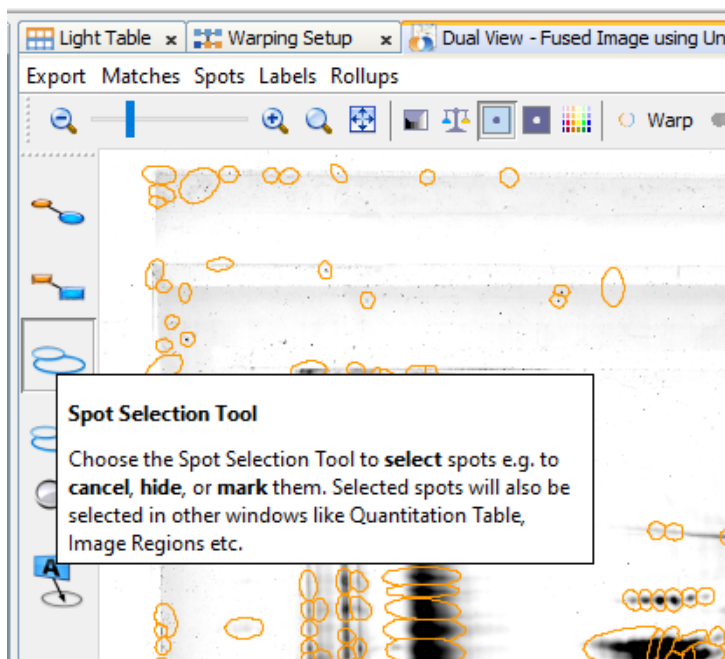 Light Table x Warping Setup x Dual View - Fused Image using Un
Export Matches Spots Labels Rollups
Warp
Spot Selection Tool
Choose the Spot Selection Tool to select spots e.g. to
cancel, hide, or mark them. Selected spots will also be
selected in other windows like Quantitation Table,
Image Regions etc.
A